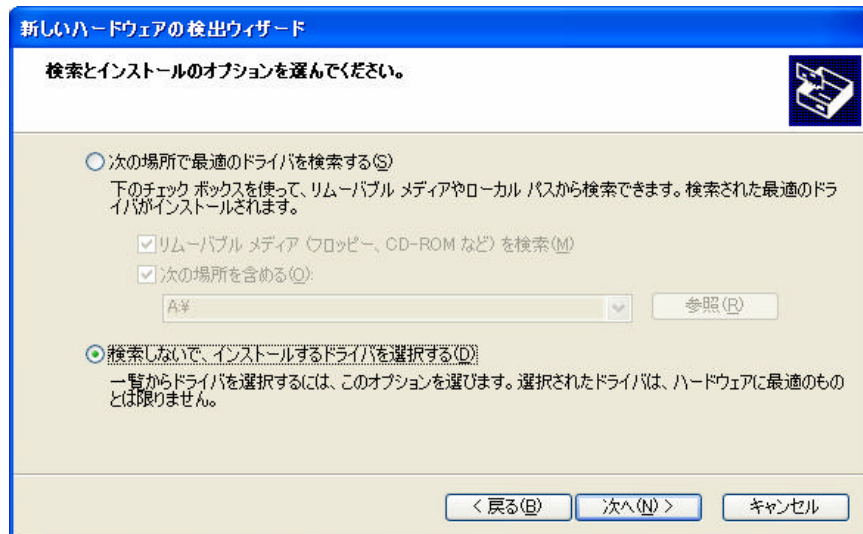 新しいハードウェアの検出ウィザード
検索とインストールのオプションを選んでください。
次の場所で最適のドライバを検索する(S)
下のチェック ボックスを使って、リムーバブル メディアやローカル パスから検索できます。検索された最適のドラ
イバがインストールされます。
リムーバブル メディア (フロッピー、CD-ROM など) を検索(M)
次の場所を含める(O):
A:¥
参照(R)
検索しないで、インストールするドライバを選択する(D)
一覧からドライバを選択するには、このオプションを選びます。選択されたドライバは、ハードウェアに最適のもの
とは限りません。
< 戻る(B) 次へ(N) > キャンセル